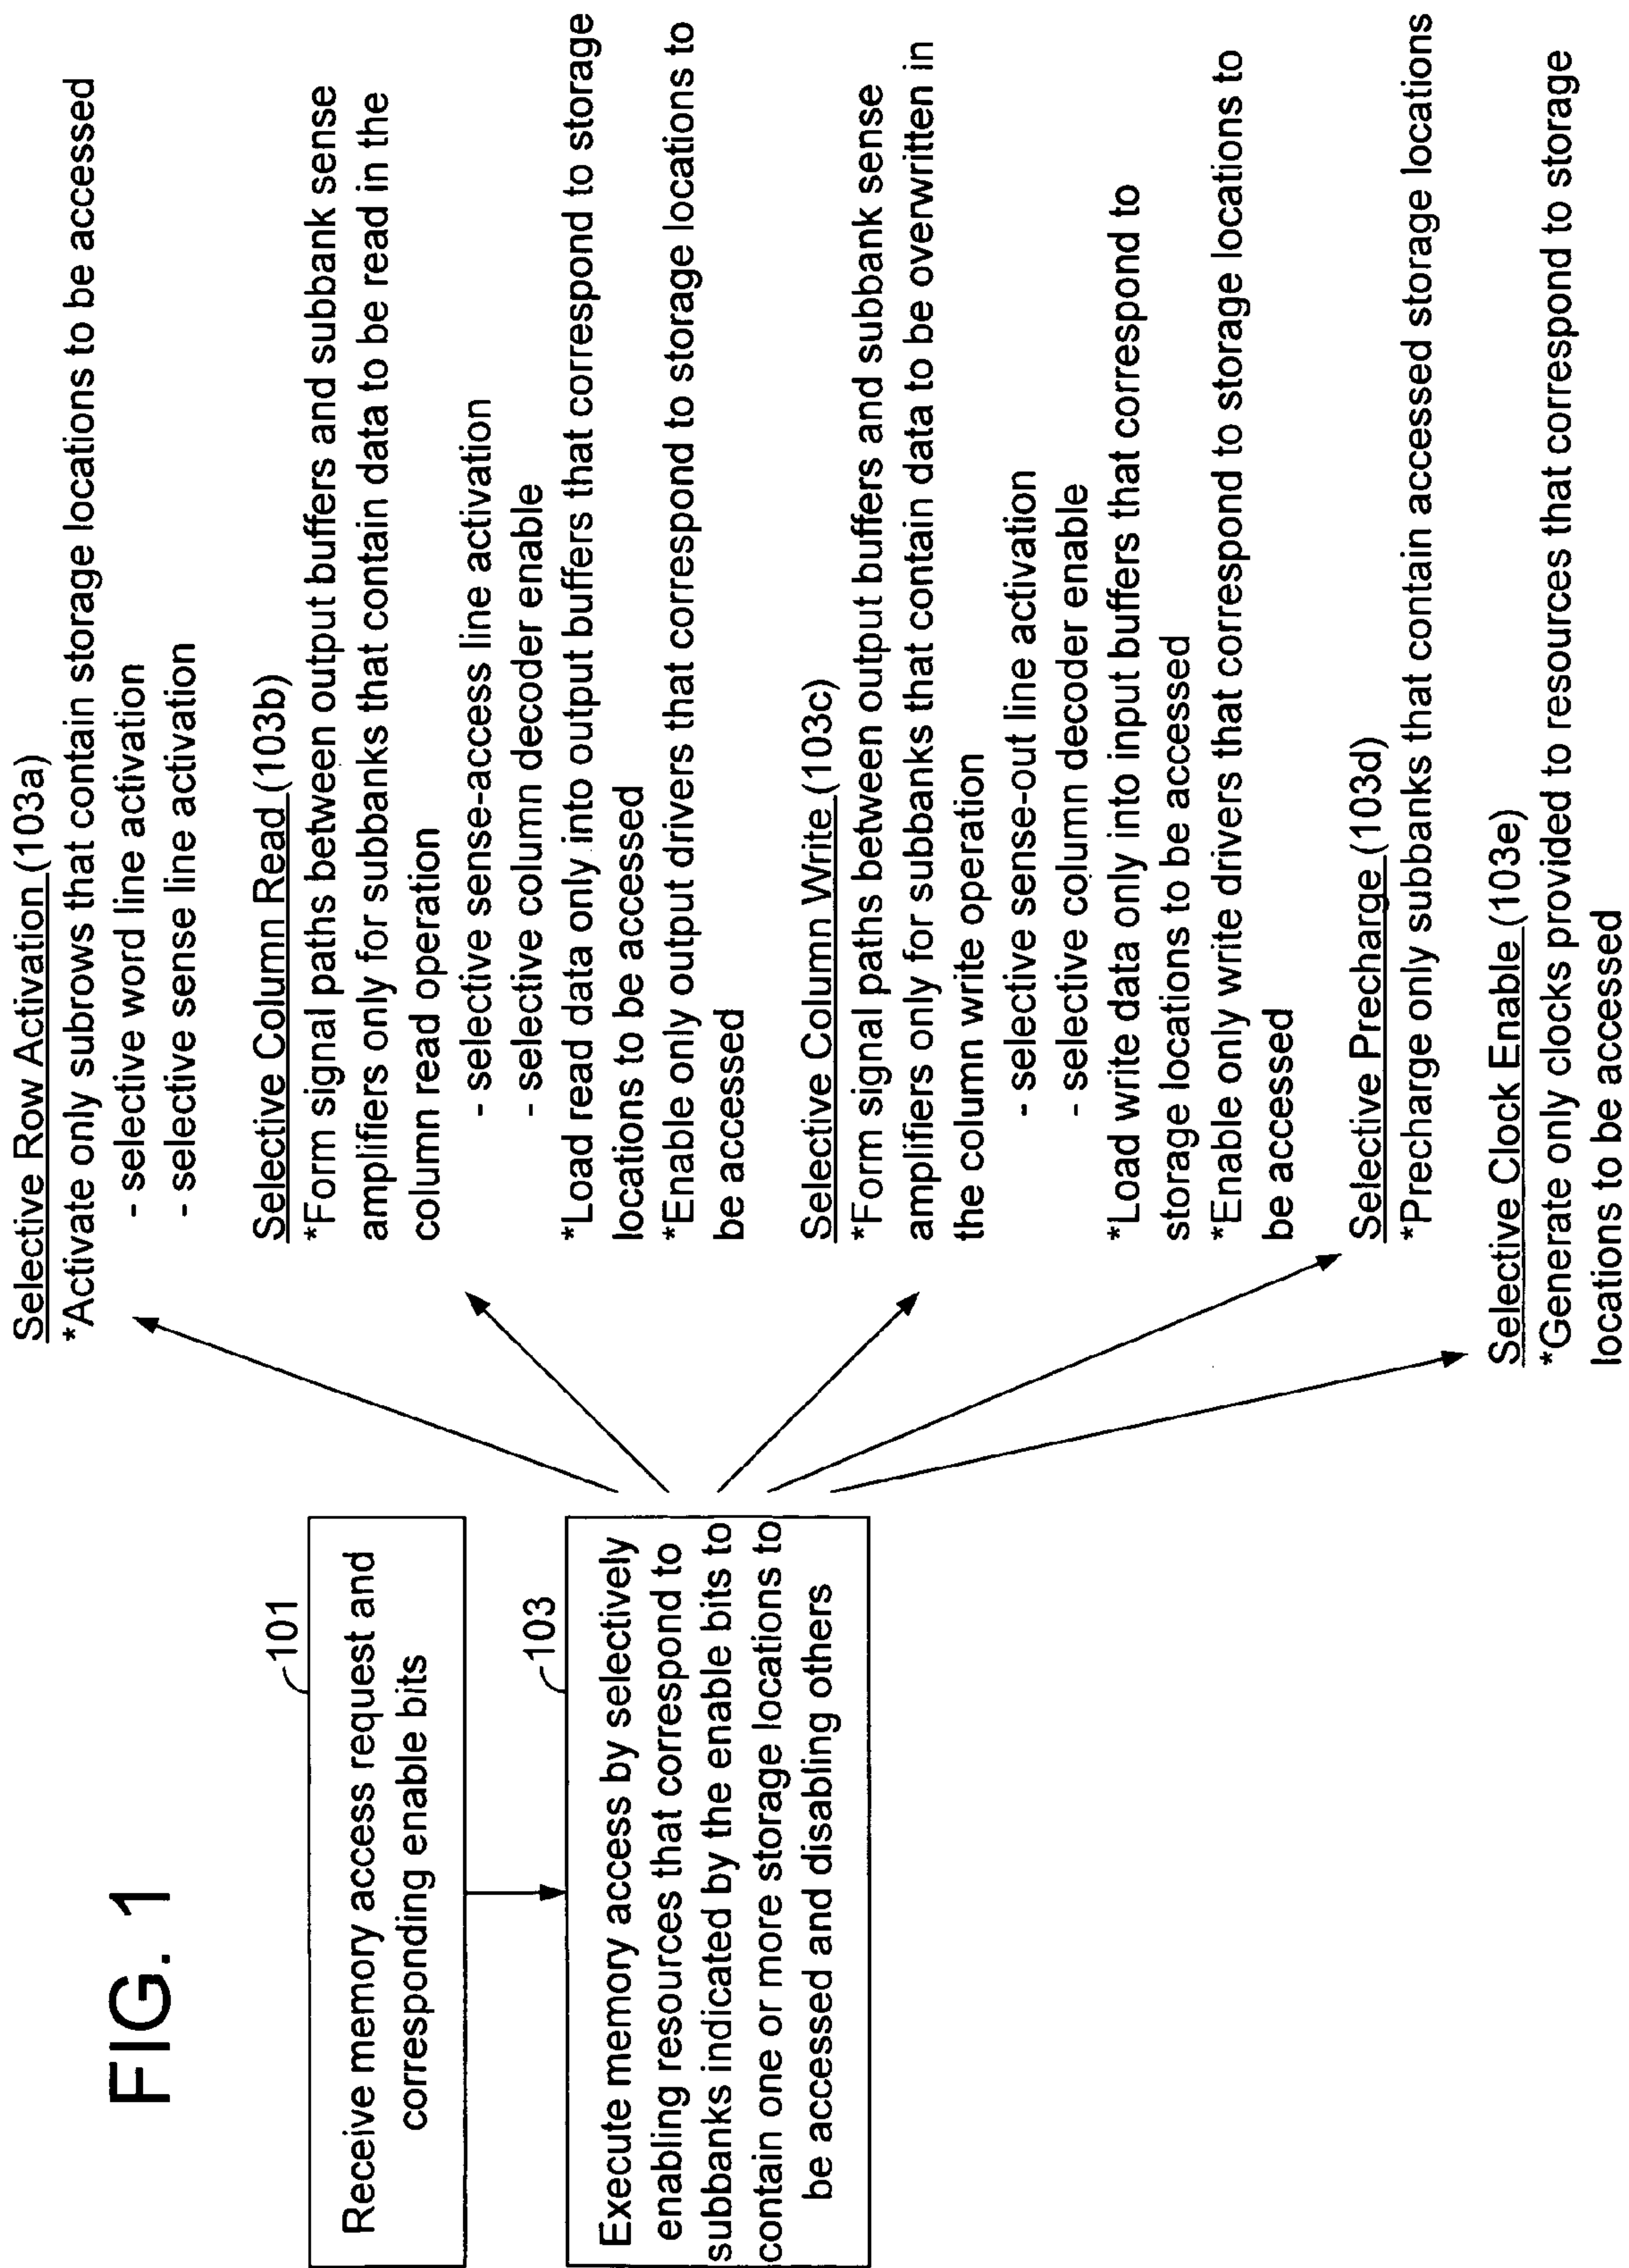 FIG. 1
101
Receive memory access request and
corresponding enable bits
103
Execute memory access by selectively
enabling resources that correspond to
subbanks indicated by the enable bits to
contain one or more storage locations to
be accessed and disabling others
Selective Row Activation (103a)
*Activate only subrows that contain storage locations to be accessed
- selective word line activation
- selective sense line activation
Selective Column Read (103b)
*Form signal paths between output buffers and subbank sense
amplifiers only for subbanks that contain data to be read in the
column read operation
- selective sense-access line activation
- selective column decoder enable
*Load read data only into output buffers that correspond to storage
locations to be accessed
*Enable only output drivers that correspond to storage locations to
be accessed
Selective Column Write (103c)
*Form signal paths between output buffers and subbank sense
amplifiers only for subbanks that contain data to be overwritten in
the column write operation
- selective sense-out line activation
- selective column decoder enable
*Load write data only into input buffers that correspond to
storage locations to be accessed
*Enable only write drivers that correspond to storage locations to
be accessed
Selective Precharge (103d)
*Precharge only subbanks that contain accessed storage locations
Selective Clock Enable (103e)
*Generate only clocks provided to resources that correspond to storage
locations to be accessed